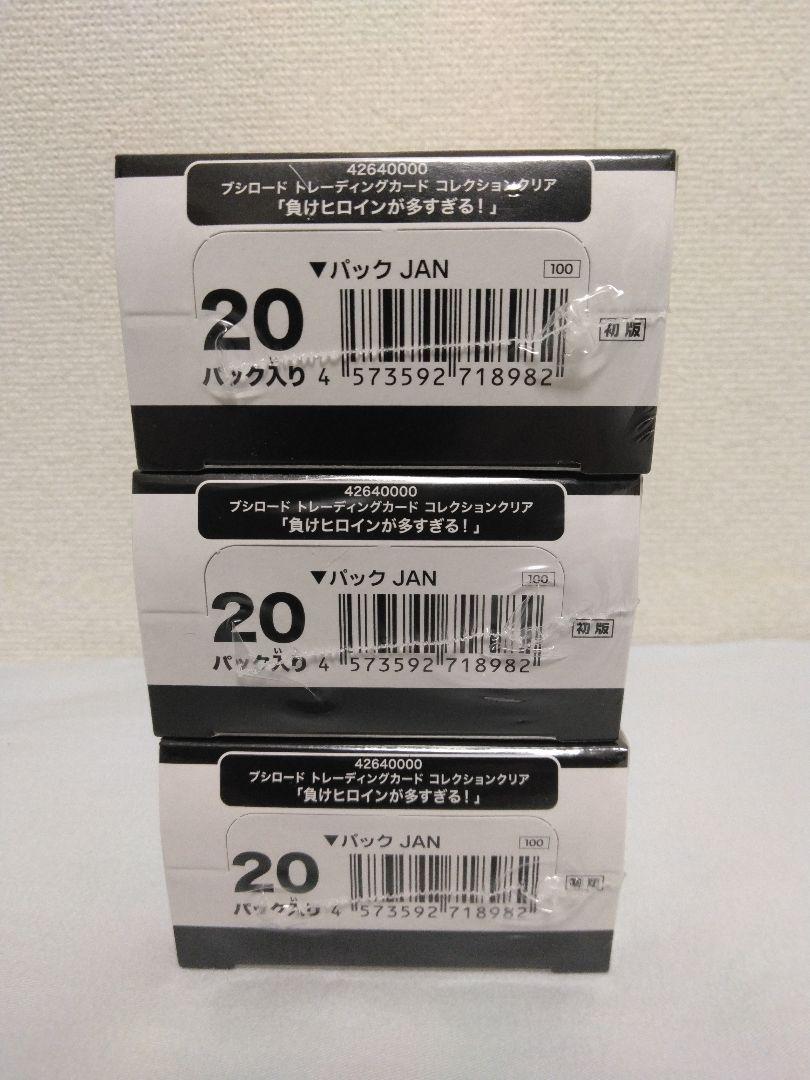 42640000
ブシロード トレーディングカード コレクションクリア
「負けヒロインが多すぎる!」
▼パック JAN
100
20
パック入り
い
4 573592 718982
初版
42640000
ブシロード トレーディングカード コレクションクリア
「負けヒロインが多すぎる!」
▼パック JAN
100
20
パック入り
い
4 573592 718982
初版
42640000
ブシロード トレーディングカード コレクションクリア
「負けヒロインが多すぎる!」
▼パック JAN
100
20
パック入り
い
4 573592 718982
初版